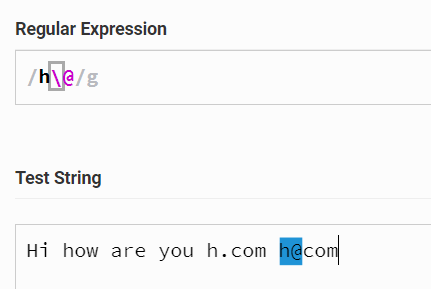 Regular Expression
/h\@/g
Test String
Hi how are you h.com h@com